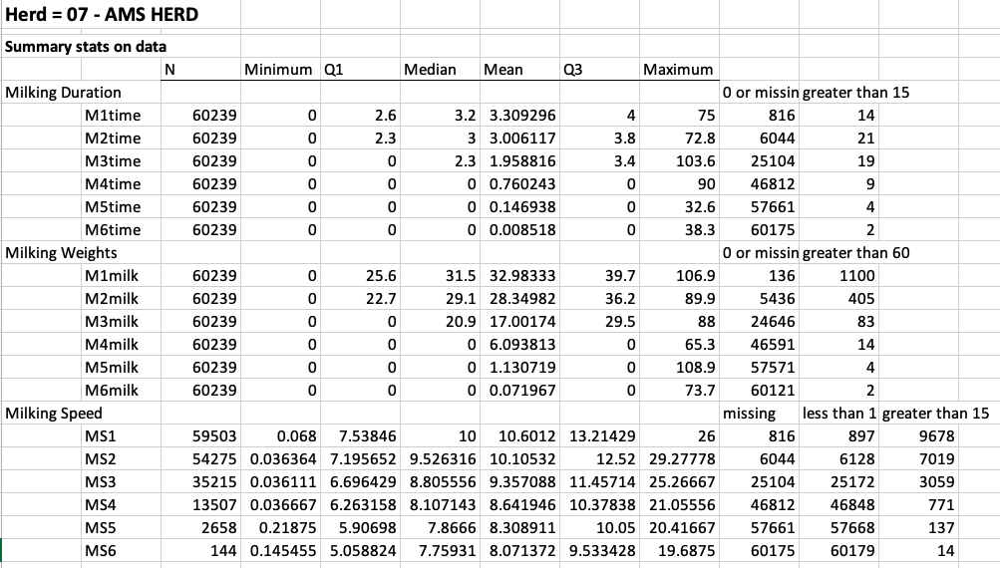 Herd = 07 - AMS HERD
Summary stats on data
N Minimum Q1 Median Mean Q3 Maximum
Milking Duration 0 or missin greater than 15
M1time 60239 0 2.6 3.2 3.309296 4 75 816 14
M2time 60239 0 2.3 3 3.006117 3.8 72.8 6044 21
M3time 60239 0 0 2.3 1.958816 3.4 103.6 25104 19
M4time 60239 0 0 0 0.760243 0 90 46812 9
M5time 60239 0 0 0 0.146938 0 32.6 57661 4
M6time 60239 0 0 0 0.008518 0 38.3 60175 2
Milking Weights 0 or missin greater than 60
M1milk 60239 0 25.6 31.5 32.98333 39.7 106.9 136 1100
M2milk 60239 0 22.7 29.1 28.34982 36.2 89.9 5436 405
M3milk 60239 0 0 20.9 17.00174 29.5 88 24646 83
M4milk 60239 0 0 0 6.093813 0 65.3 46591 14
M5milk 60239 0 0 0 1.130719 0 108.9 57571 4
M6milk 60239 0 0 0 0.071967 0 73.7 60121 2
Milking Speed missing less than 1 greater than 15
MS1 59503 0.068 7.53846 10 10.6012 13.21429 26 816 897 9678
MS2 54275 0.036364 7.195652 9.526316 10.10532 12.52 29.27778 6044 6128 7019
MS3 35215 0.036111 6.696429 8.805556 9.357088 11.45714 25.26667 25104 25172 3059
MS4 13507 0.036667 6.263158 8.107143 8.641946 10.37838 21.05556 46812 46848 771
MS5 2658 0.21875 5.90698 7.8666 8.308911 10.05 20.41667 57661 57668 137
MS6 144 0.145455 5.058824 7.75931 8.071372 9.533428 19.6875 60175 60179 14